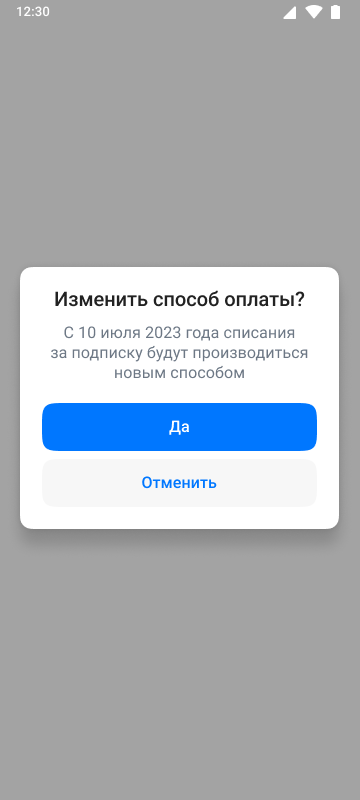 12:30
Изменить способ оплаты?
С 10 июля 2023 года списания
за подписку будут производиться
новым способом
Да
Отменить